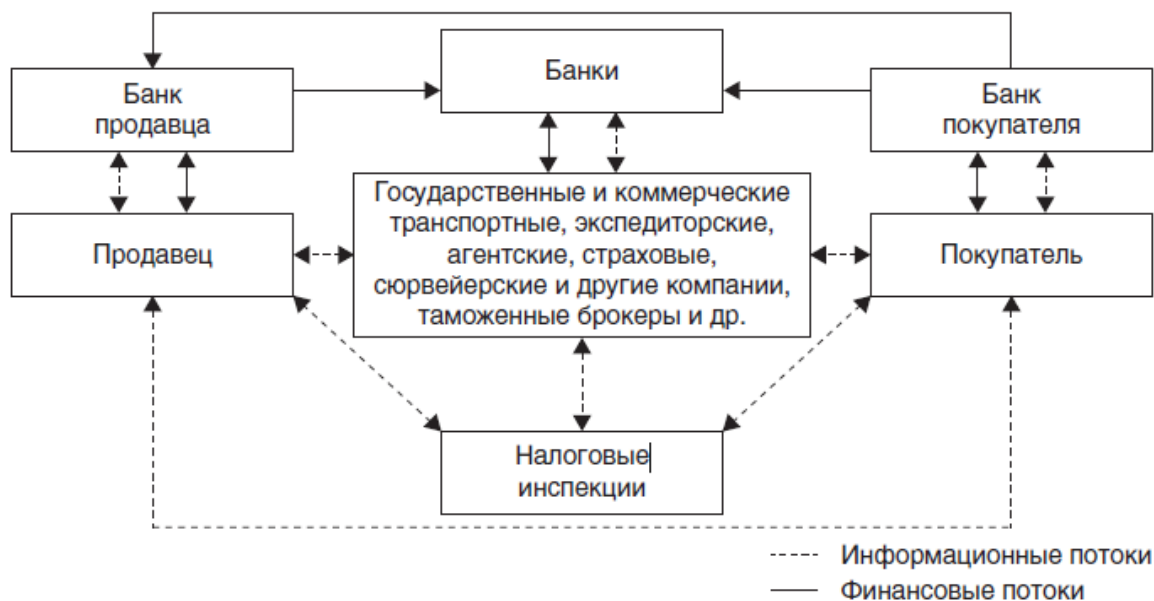 Банки
Банк
продавца
Банк
покупателя
Государственные и коммерческие
транспортные, экспедиторские,
агентские, страховые,
сюрвейерские и другие компании,
таможенные брокеры и др.
Продавец
Покупатель
Налоговые
инспекции
Информационные потоки
Финансовые потоки